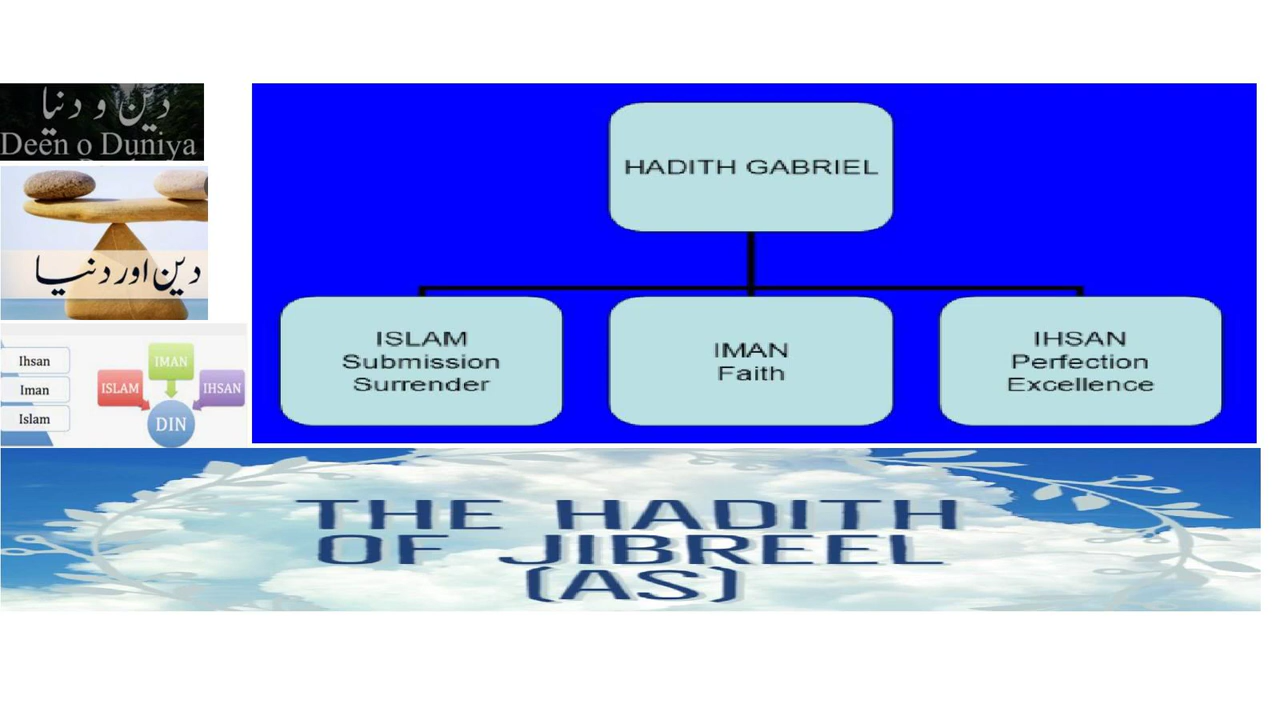 دین و دنیا
Deen o Duniya
دین اور دنیا
Ihsan
Iman
Islam
IMAN
ISLAM
IHSAN
DIN
HADITH GABRIEL
ISLAM
Submission
Surrender
IMAN
Faith
IHSAN
Perfection
Excellence
THE HADITH
OF JIBREEL
(AS)